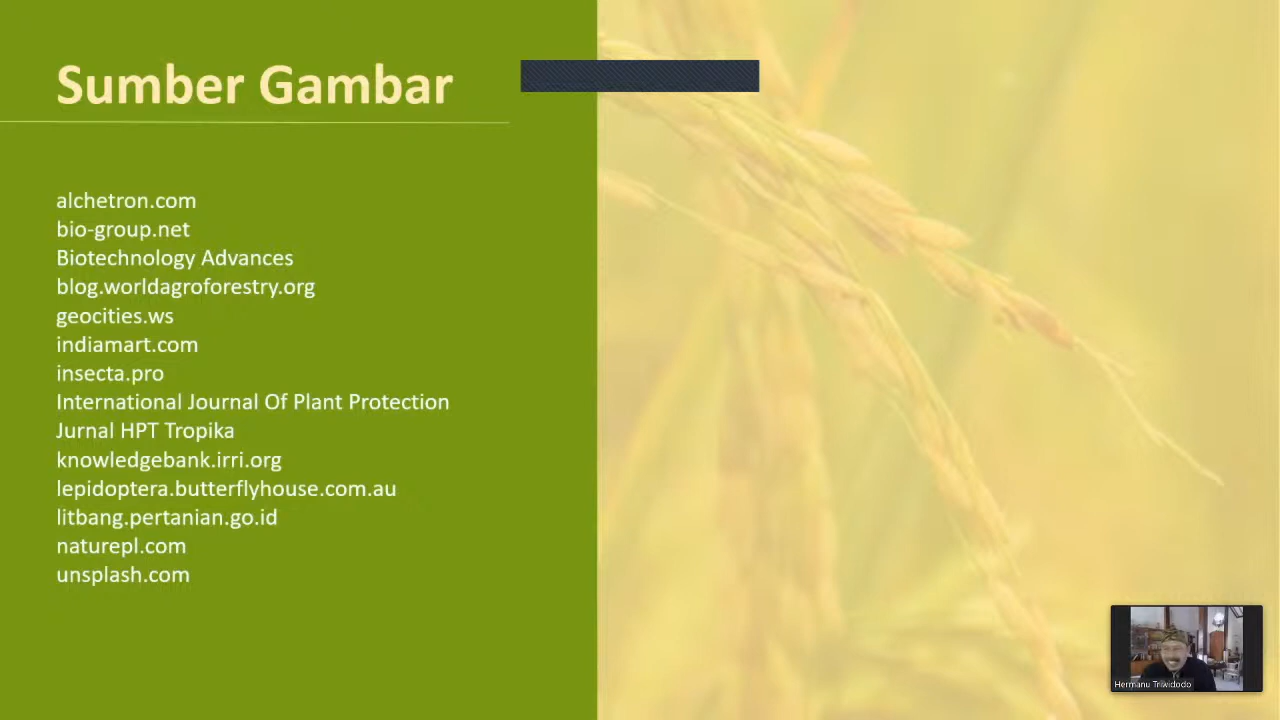 Sumber Gambar
alchetron.com
bio-group.net
Biotechnology Advances
blog.worldagroforestry.org
geocities.ws
indiamart.com
insecta.pro
International Journal Of Plant Protection
Jurnal HPT Tropika
knowledgebank.irri.org
lepidoptera.butterflyhouse.com.au
litbang.pertanian.go.id
naturepl.com
unsplash.com
Hermanu Triwidodo